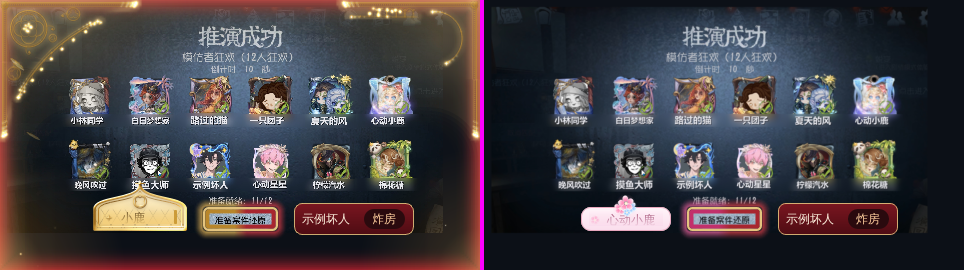 推演成功
模仿者狂欢（12人狂欢）
倒计时 10 秒
小林同学 白日梦想家 路过的猫 一只团子 夏天的风 心动小鹿
晚风吹过 摸鱼大师 示例坏人 心动星星 柠檬汽水 棉花糖
准备就绪：11/12
小鹿 准备案件还原 示例坏人 炸房
推演成功
模仿者狂欢（12人狂欢）
倒计时 10 秒
小林同学 白日梦想家 路过的猫 一只团子 夏天的风 心动小鹿
晚风吹过 摸鱼大师 示例坏人 心动星星 柠檬汽水 棉花糖
准备就绪：11/12
心动小鹿 准备案件还原 示例坏人 炸房